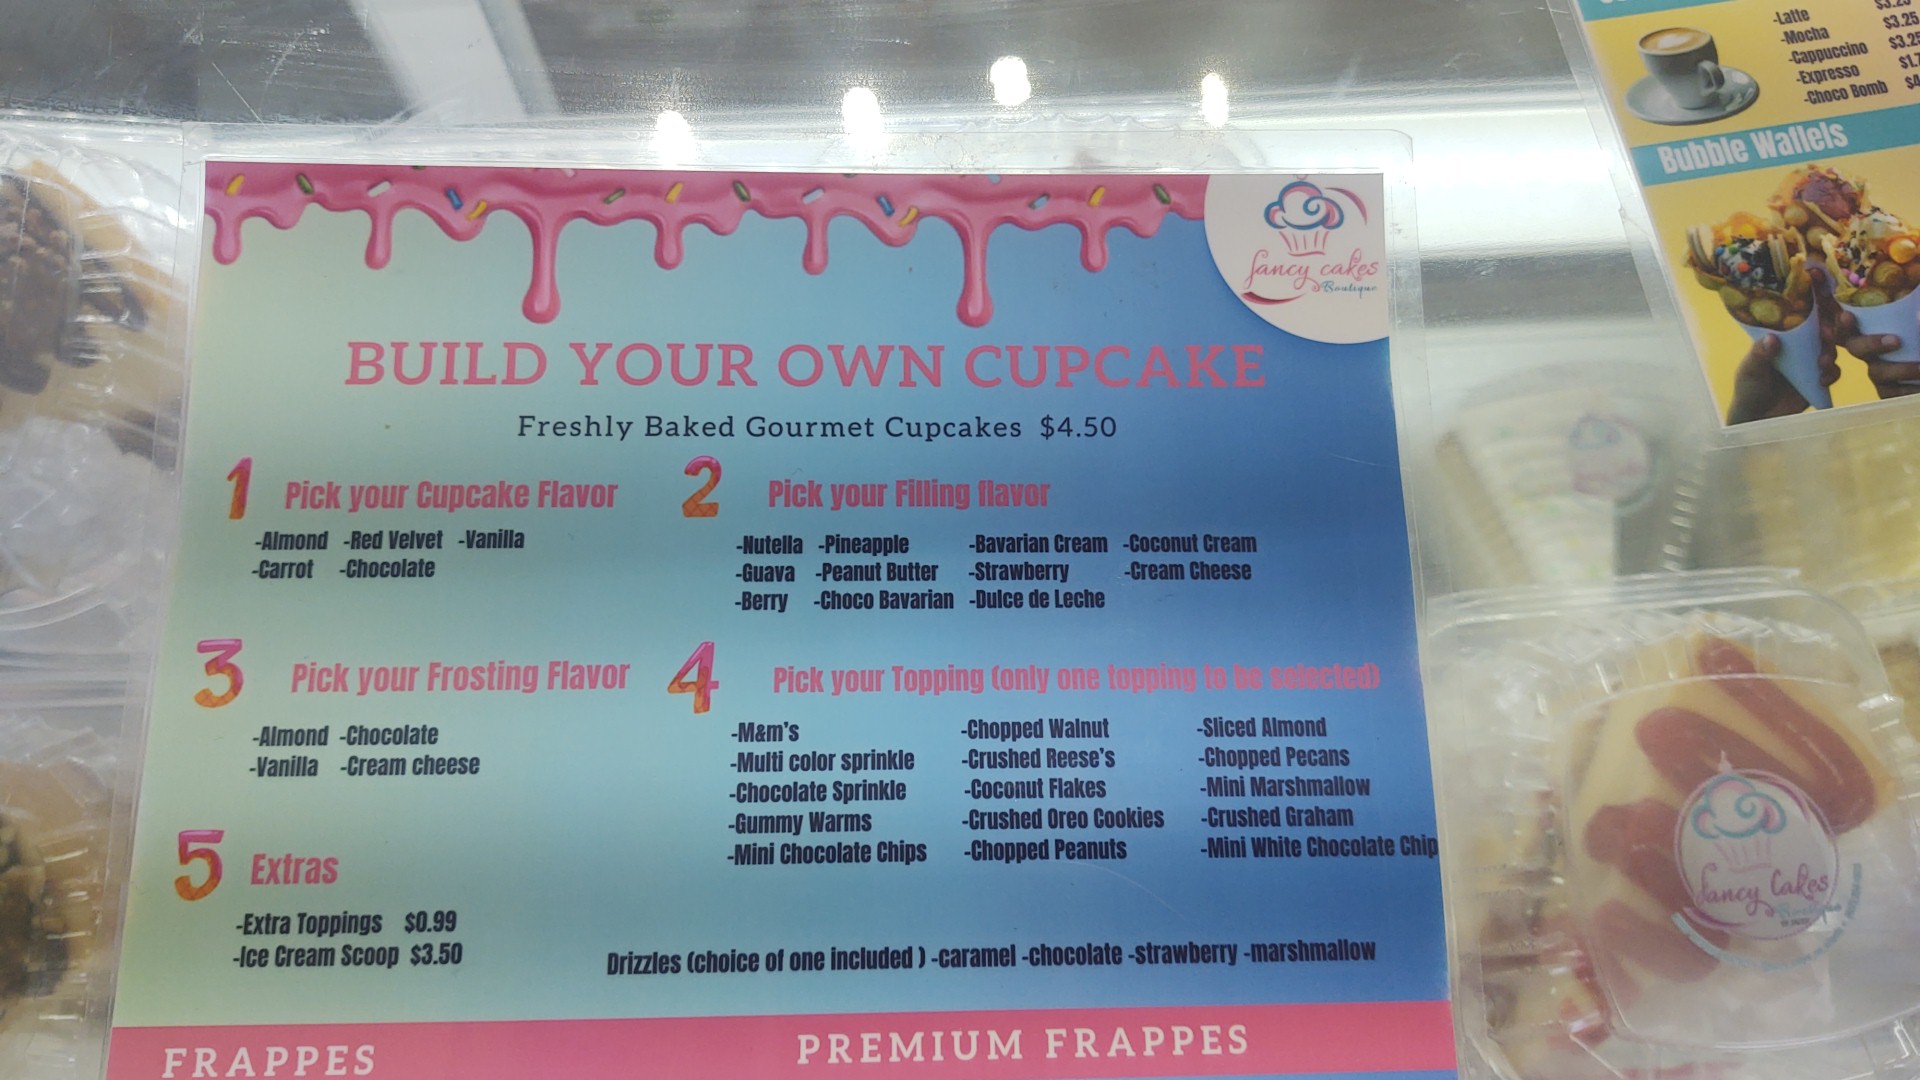 fancy cakes
Boutique
BUILD YOUR OWN CUPCAKE
Freshly Baked Gourmet Cupcakes $4.50
1 Pick your Cupcake Flavor
-Almond -Red Velvet -Vanilla
-Carrot -Chocolate
2 Pick your Filling flavor
-Nutella -Pineapple -Bavarian Cream -Coconut Cream
-Guava -Peanut Butter -Strawberry -Cream Cheese
-Berry -Choco Bavarian -Dulce de Leche
3 Pick your Frosting Flavor
-Almond -Chocolate
-Vanilla -Cream cheese
4 Pick your Topping (only one topping to be selected)
-M&m's -Chopped Walnut -Sliced Almond
-Multi color sprinkle -Crushed Reese's -Chopped Pecans
-Chocolate Sprinkle -Coconut Flakes -Mini Marshmallow
-Gummy Warms -Crushed Oreo Cookies -Crushed Graham
-Mini Chocolate Chips -Chopped Peanuts -Mini White Chocolate Chip
5 Extras
-Extra Toppings $0.99
-Ice Cream Scoop $3.50
Drizzles (choice of one included ) -caramel -chocolate -strawberry -marshmallow
FRAPPES PREMIUM FRAPPES
-Latte $3.25
-Mocha $3.25
-Cappuccino
-Expresso
-Choco Bomb
Bubble Waflels
fancy Cakes
Boutique